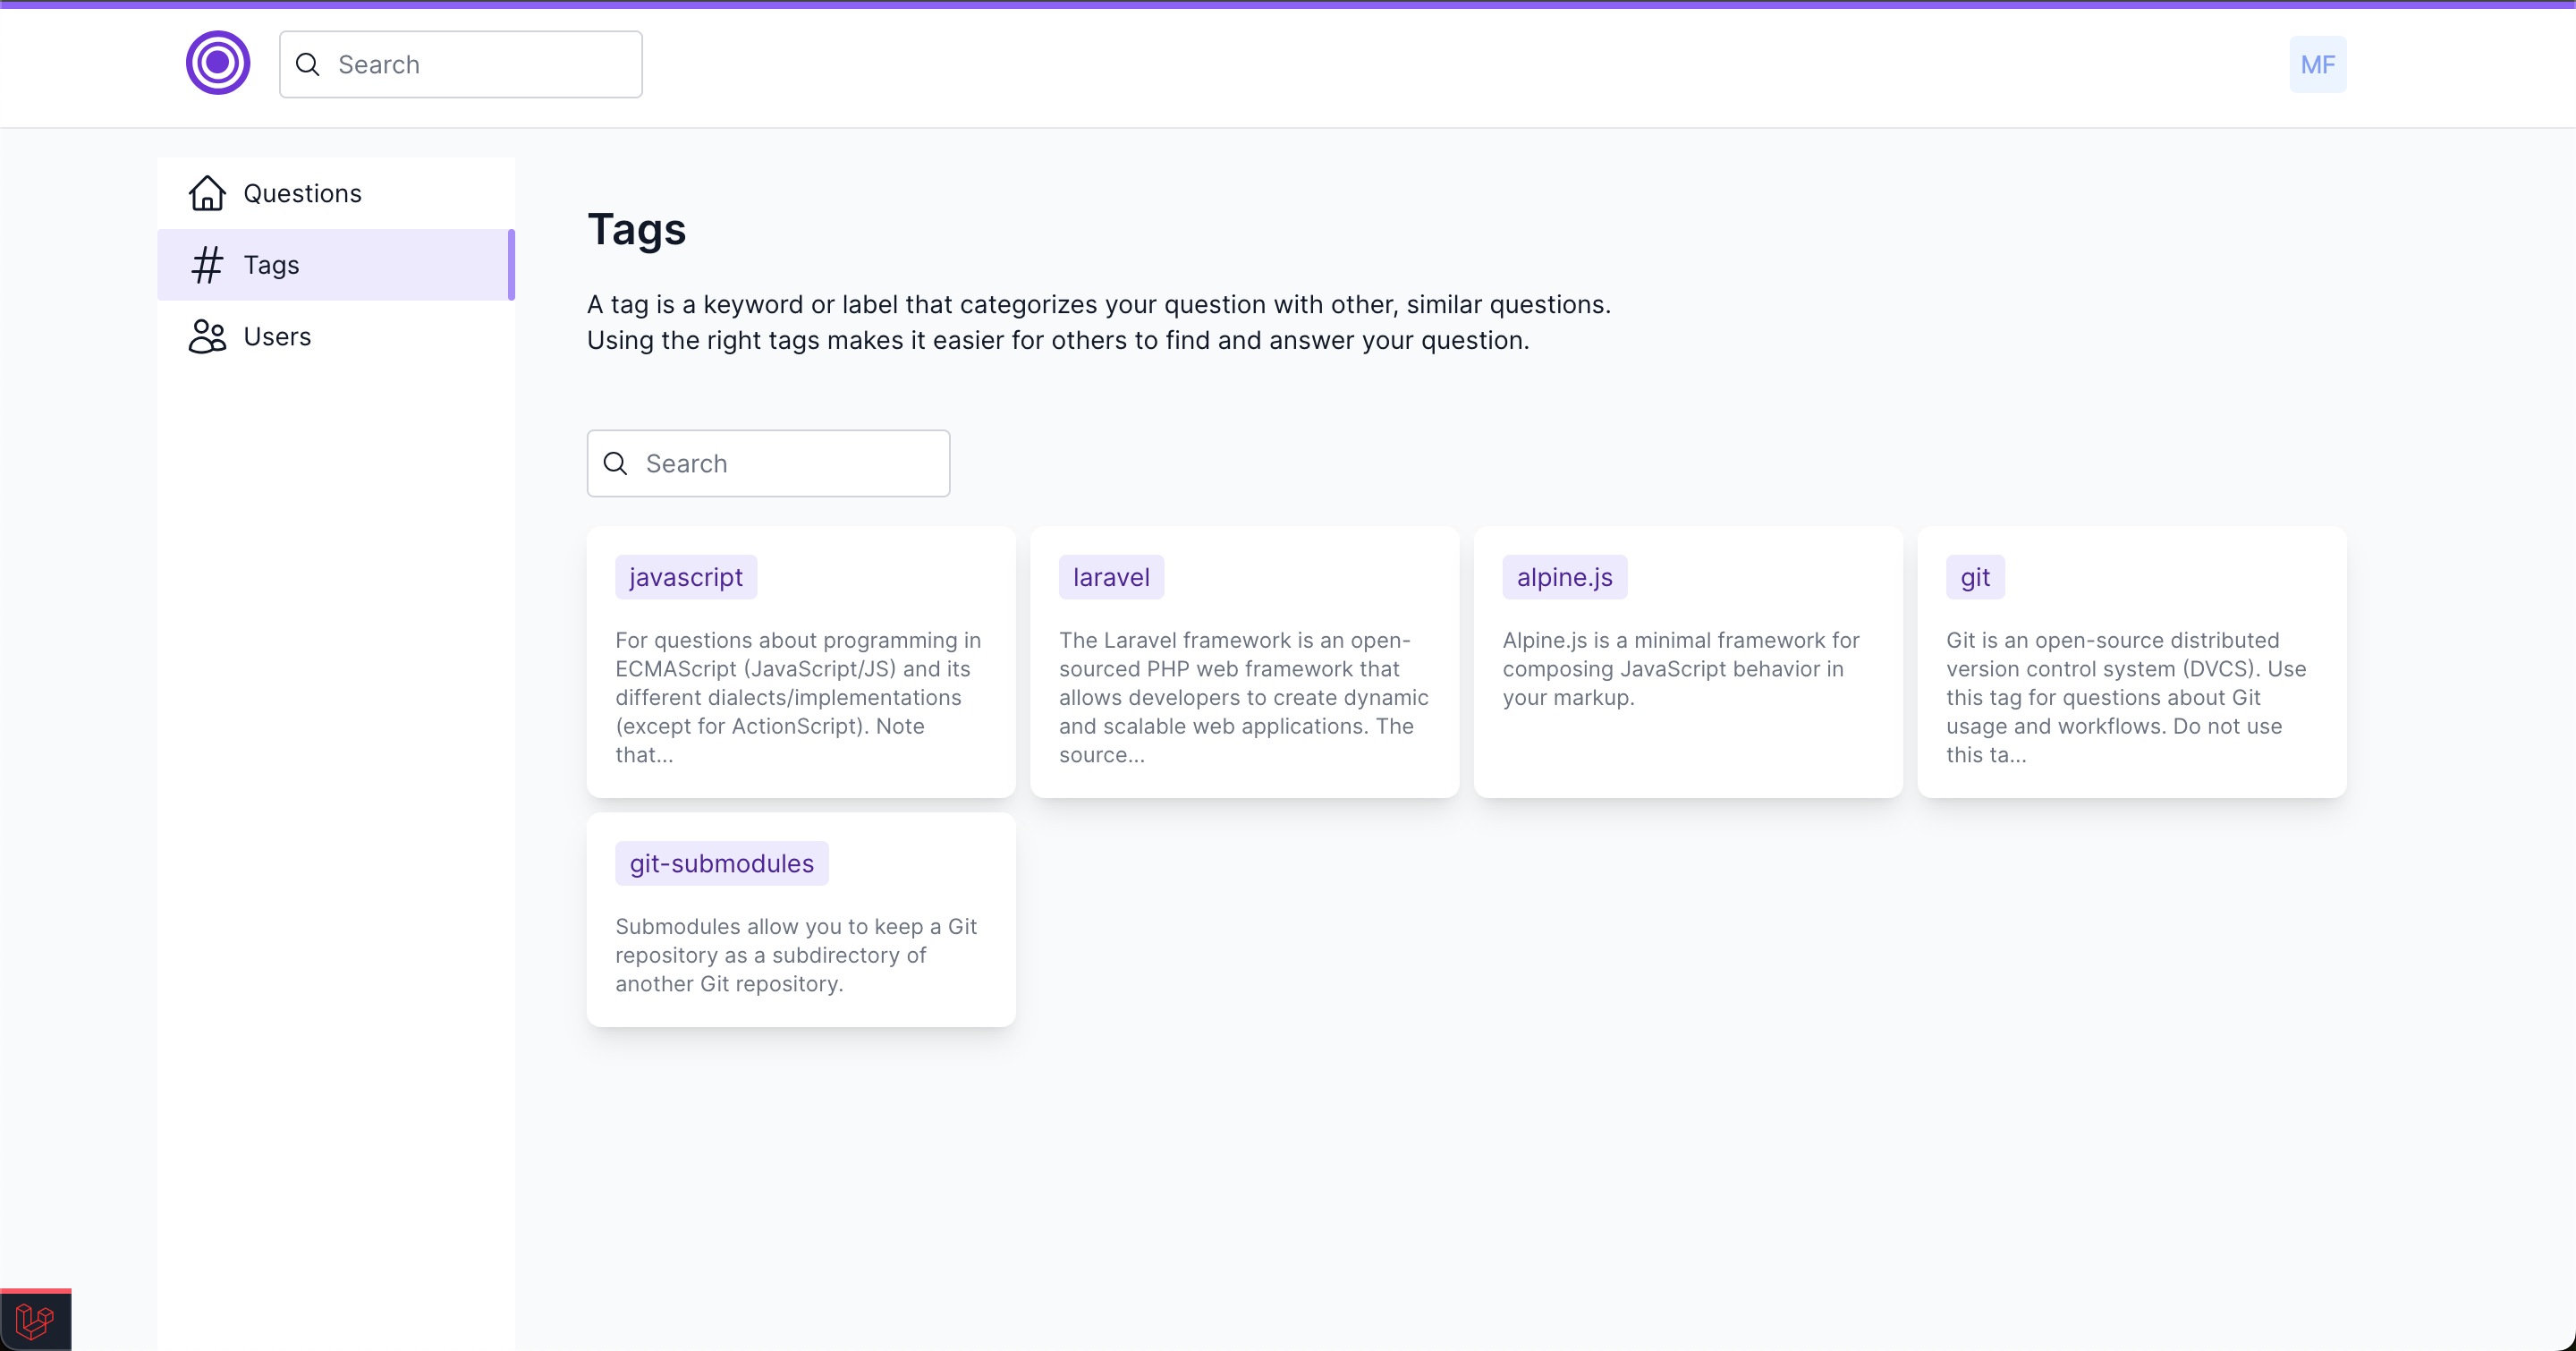 Search
MF
Questions
Tags
Users
Tags
A tag is a keyword or label that categorizes your question with other, similar questions.
Using the right tags makes it easier for others to find and answer your question.
Search
javascript
For questions about programming in
ECMAScript (JavaScript/JS) and its
different dialects/implementations
(except for ActionScript). Note
that...
laravel
The Laravel framework is an open-
sourced PHP web framework that
allows developers to create dynamic
and scalable web applications. The
source...
alpine.js
Alpine.js is a minimal framework for
composing JavaScript behavior in
your markup.
git
Git is an open-source distributed
version control system (DVCS). Use
this tag for questions about Git
usage and workflows. Do not use
this ta...
git-submodules
Submodules allow you to keep a Git
repository as a subdirectory of
another Git repository.